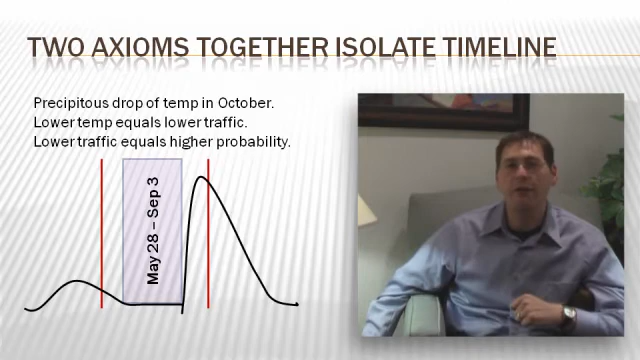 TWO AXIOMS TOGETHER ISOLATE TIMELINE
Precipitous drop of temp in October.
Lower temp equals lower traffic.
Lower traffic equals higher probability.
May 28 – Sep 3